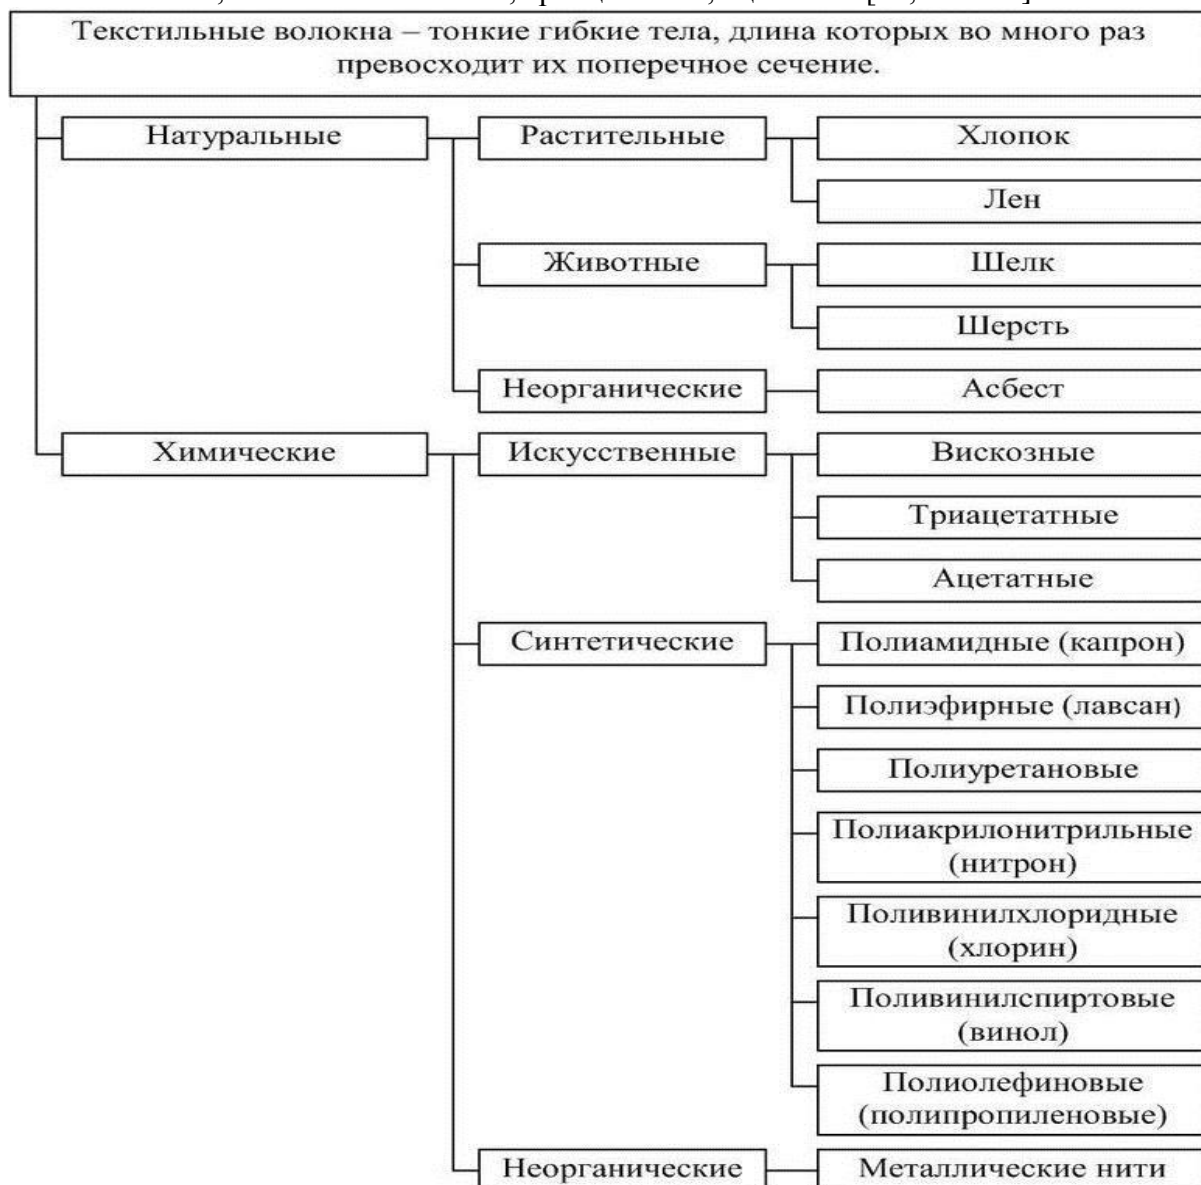 Текстильные волокна – тонкие гибкие тела, длина которых во много раз
превосходит их поперечное сечение.
Натуральные
Растительные
Хлопок
Лен
Животные
Шелк
Шерсть
Неорганические
Асбест
Химические
Искусственные
Вискозные
Триацетатные
Ацетатные
Синтетические
Полиамидные (капрон)
Полиэфирные (лавсан)
Полиуретановые
Полиакрилонитрильные
(нитрон)
Поливинилхлоридные
(хлорин)
Поливинилспиртовые
(винол)
Полиолефиновые
(полипропиленовые)
Неорганические
Металлические нити